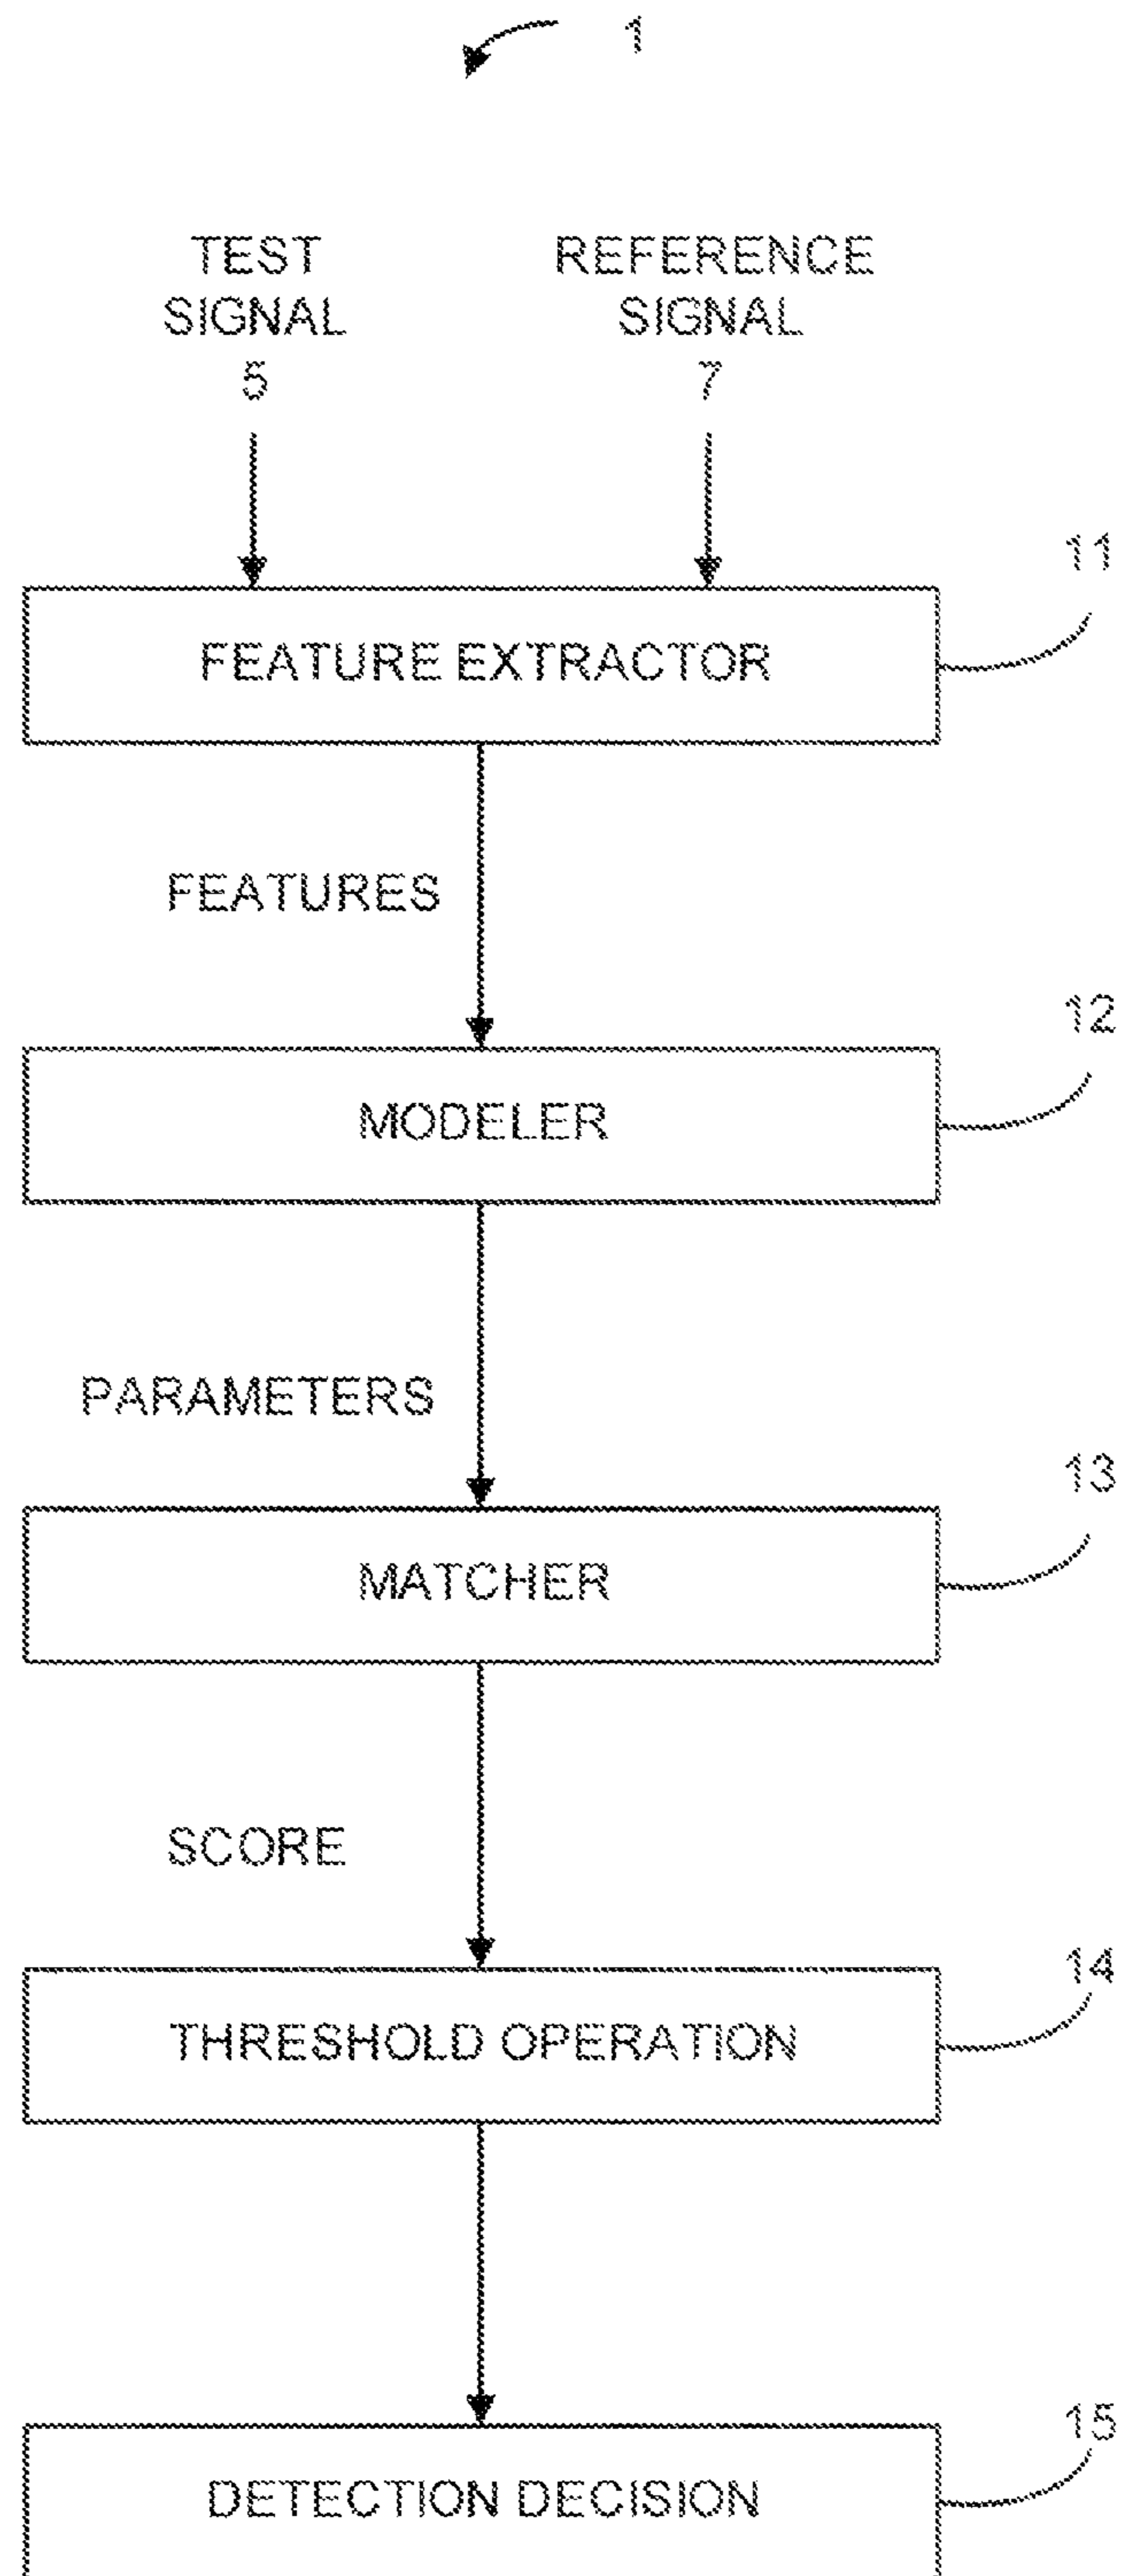 1
TEST
SIGNAL
5
REFERENCE
SIGNAL
7
11
FEATURE EXTRACTOR
FEATURES
12
MODELER
PARAMETERS
13
MATCHER
SCORE
14
THRESHOLD OPERATION
15
DETECTION DECISION